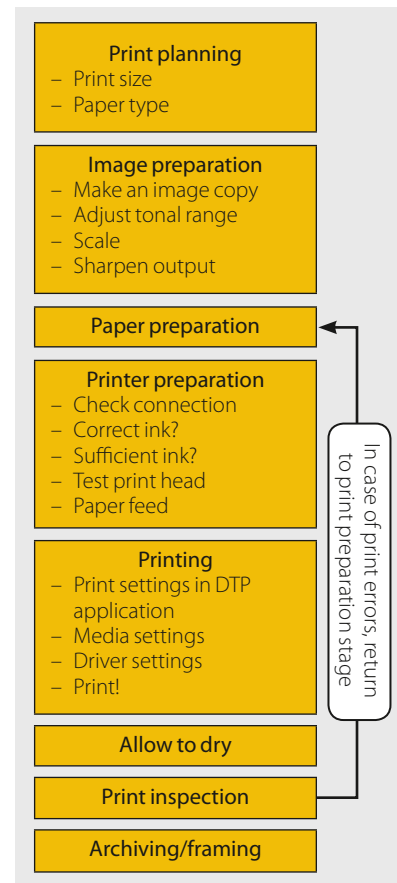 Print planning
– Print size
– Paper type
Image preparation
– Make an image copy
– Adjust tonal range
– Scale
– Sharpen output
Paper preparation
Printer preparation
– Check connection
– Correct ink?
– Sufficient ink?
– Test print head
– Paper feed
Printing
– Print settings in DTP
application
– Media settings
– Driver settings
– Print!
Allow to dry
Print inspection
Archiving/framing
In case of print errors, return
to print preparation stage